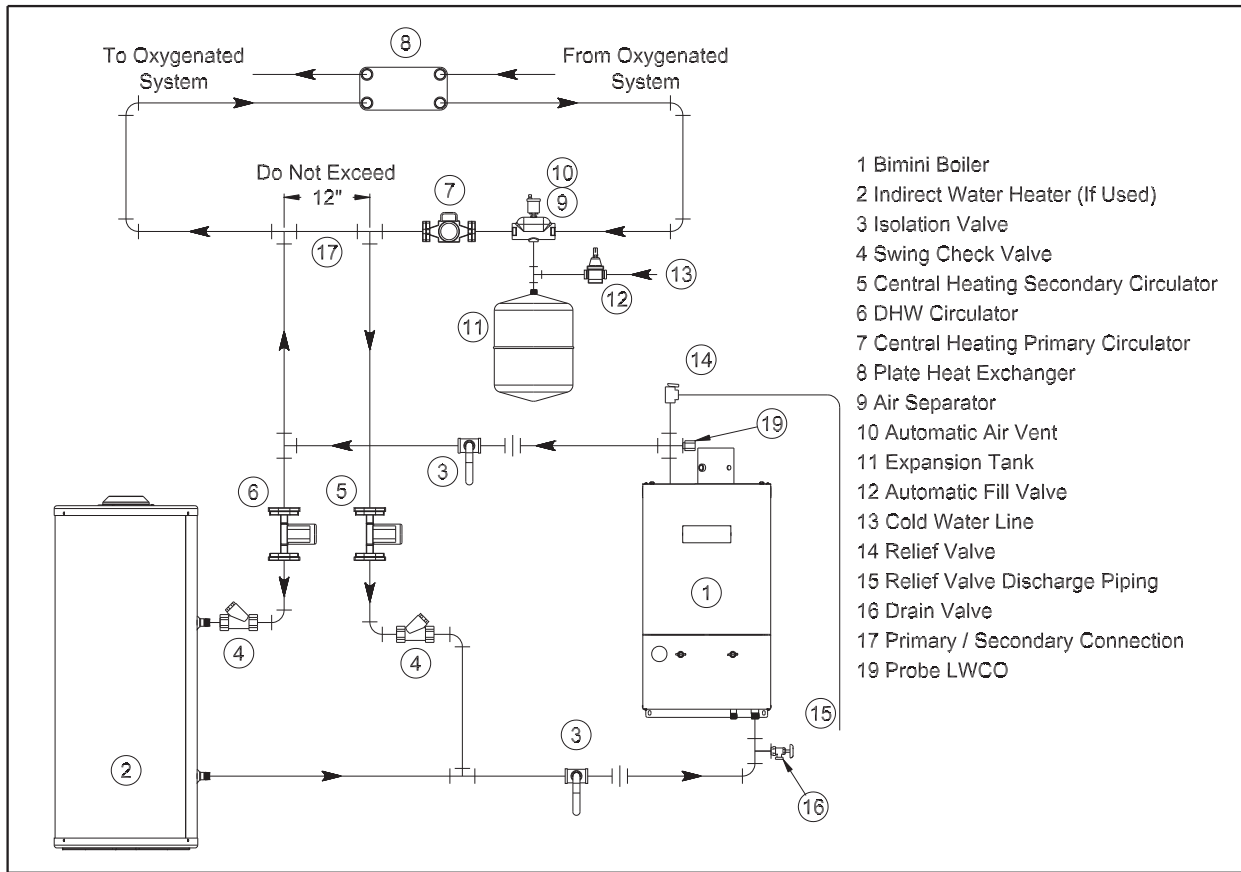 8
To Oxygenated
System
From Oxygenated
System
Do Not Exceed
12"
7
10
9
17
13
12
11
14
19
3
6
5
1
4
4
15
3
2
16
1 Bimini Boiler
2 Indirect Water Heater (If Used)
3 Isolation Valve
4 Swing Check Valve
5 Central Heating Secondary Circulator
6 DHW Circulator
7 Central Heating Primary Circulator
8 Plate Heat Exchanger
9 Air Separator
10 Automatic Air Vent
11 Expansion Tank
12 Automatic Fill Valve
13 Cold Water Line
14 Relief Valve
15 Relief Valve Discharge Piping
16 Drain Valve
17 Primary / Secondary Connection
19 Probe LWCO